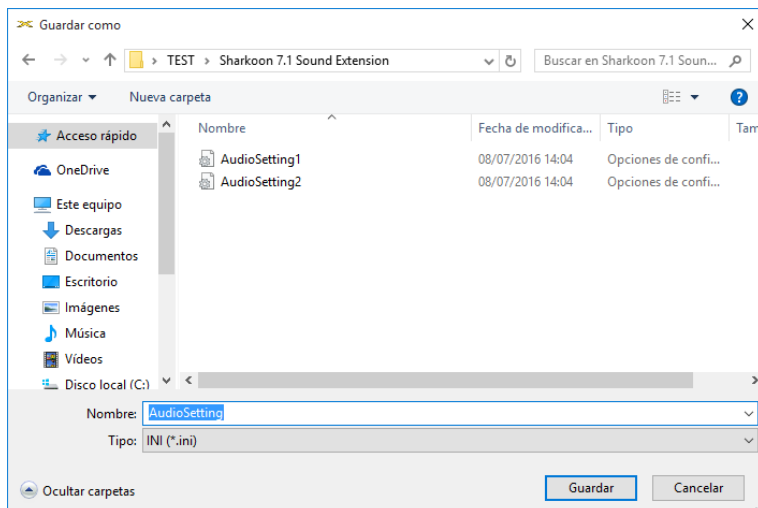 Guardar como
TEST > Sharkoon 7.1 Sound Extension
Buscar en Sharkoon 7.1 Soun...
Organizar
Nueva carpeta
Acceso rápido
OneDrive
Este equipo
Descargas
Documentos
Escritorio
Imágenes
Música
Vídeos
Disco local (C:)
Nombre Fecha de modifica... Tipo Tam
AudioSetting1 08/07/2016 14:04 Opciones de confi...
AudioSetting2 08/07/2016 14:04 Opciones de confi...
Nombre: AudioSetting
Tipo: INI (*.ini)
Ocultar carpetas
Guardar
Cancelar